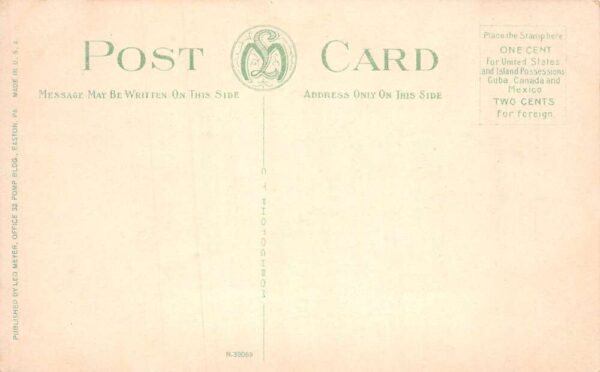 POST CARD
MESSAGE MAY BE WRITTEN ON THIS SIDE
ADDRESS ONLY ON THIS SIDE
Place the Stamp here
ONE CENT
For United States
and Island Possessions
Cuba, Canada and
Mexico
TWO CENTS
For Foreign.
PUBLISHED BY LEO MEYER, OFFICE 32 POMP BLDG., EASTON, PA
MADE IN U. S. A.
N-39069